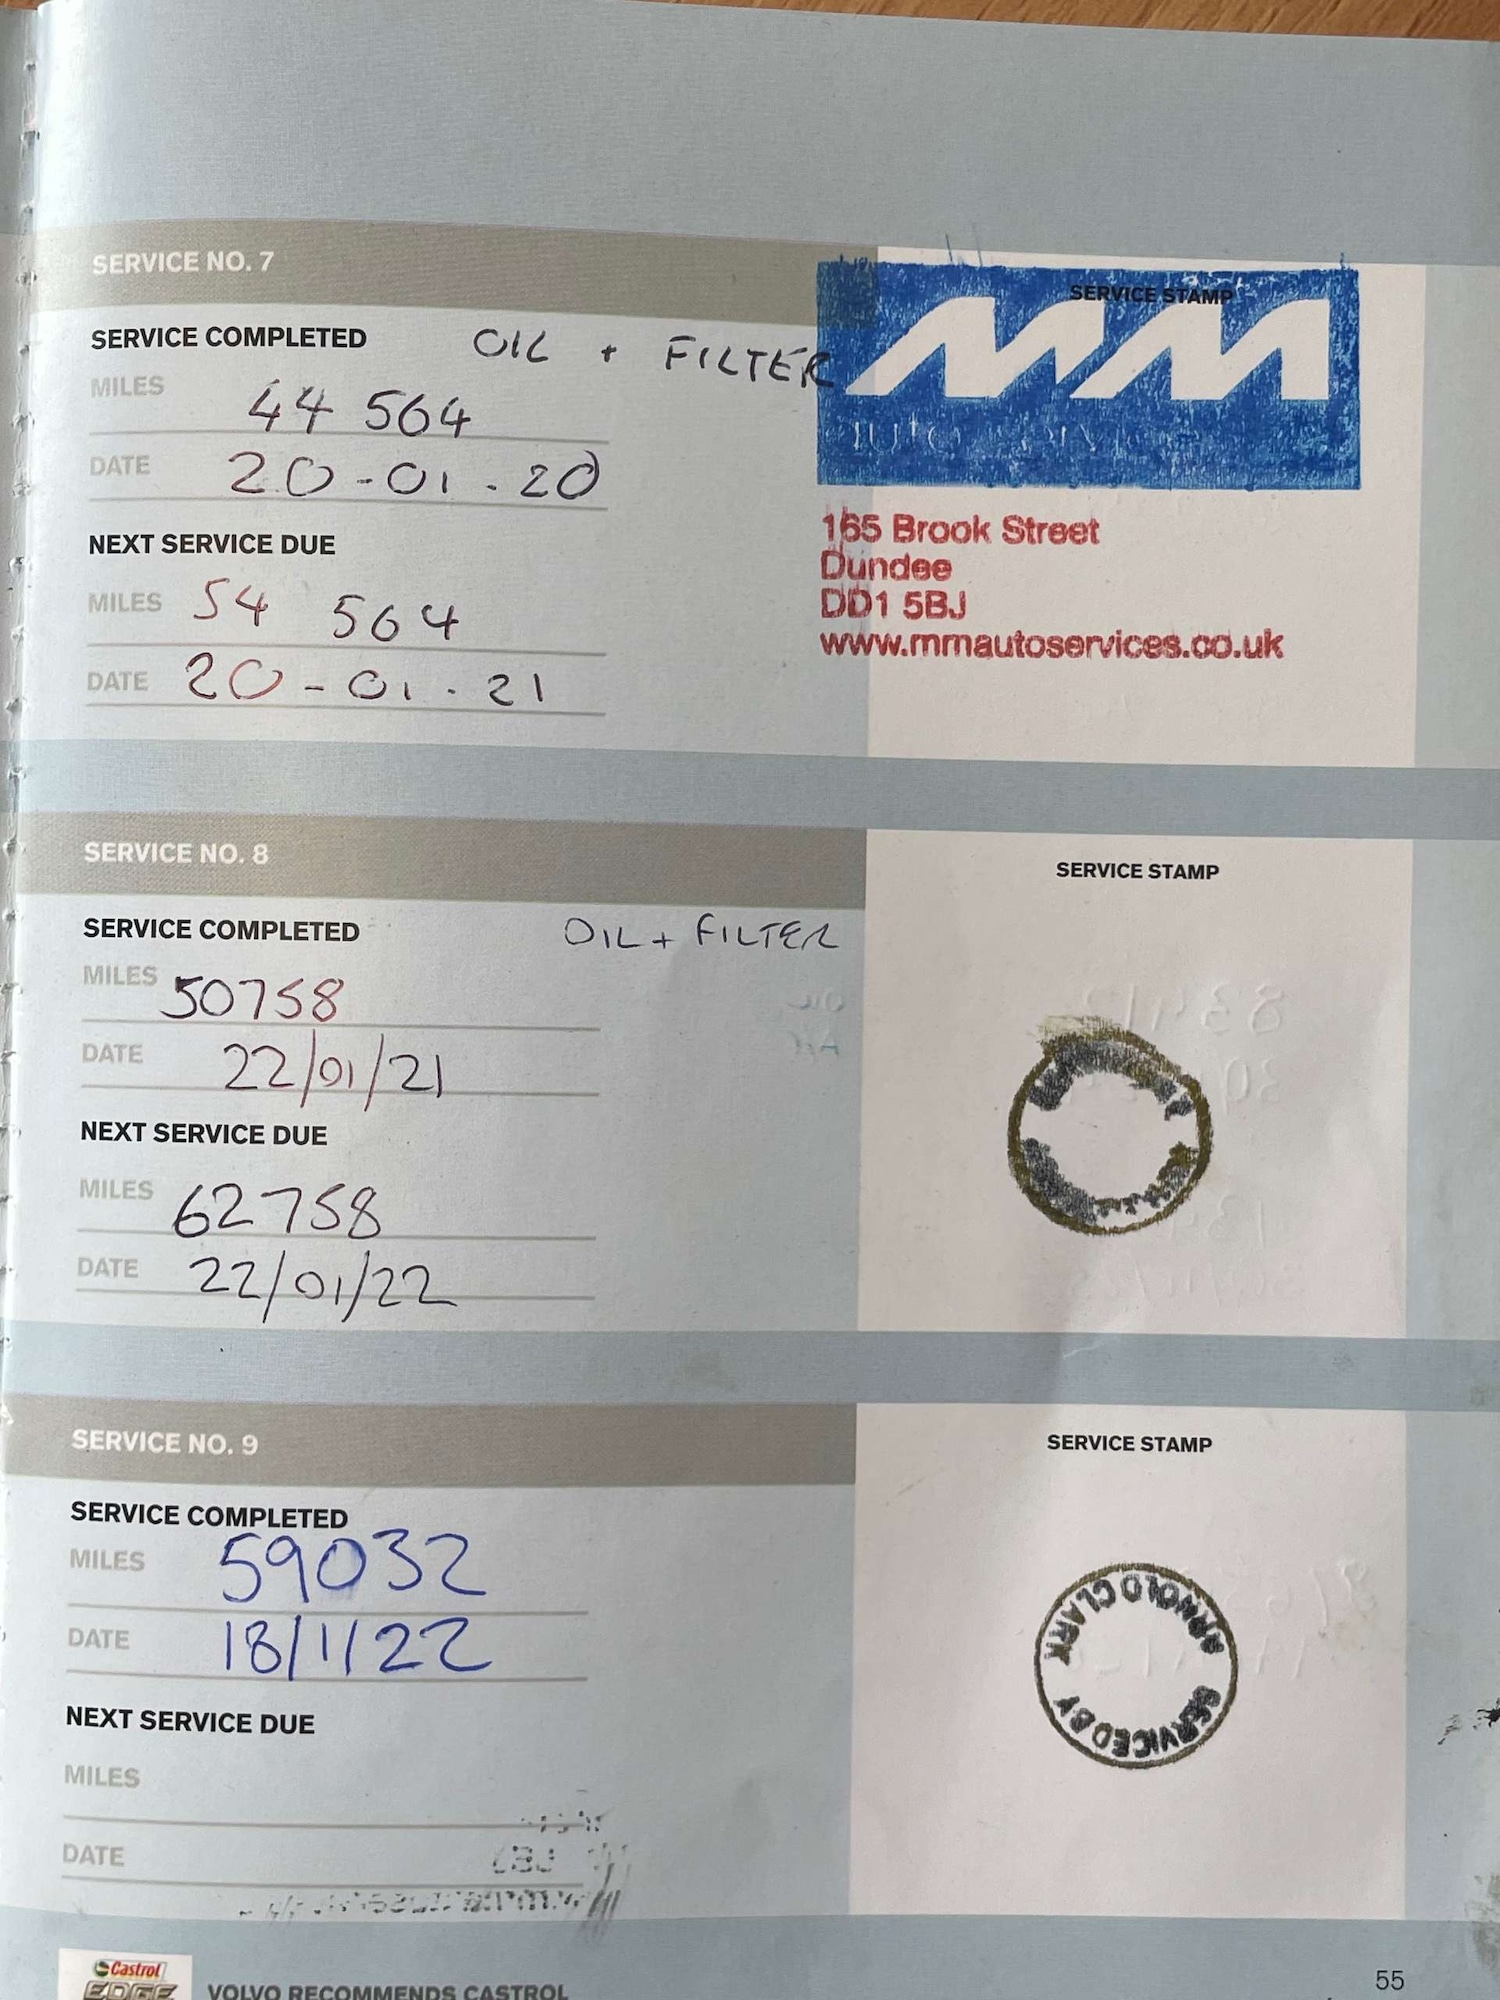 SERVICE NO. 7
SERVICE STAMP
SERVICE COMPLETED OIL + FILTER
MM
MILES 44 564
DATE 20-01.20
NEXT SERVICE DUE
MILES 54 564
DATE 20-01.21
165 Brook Street
Dundee
DD1 5BJ
www.mmautoservices.co.uk
SERVICE NO. 8
SERVICE STAMP
SERVICE COMPLETED OIL + FILTER
MILES 50758
DATE 22/01/21
NEXT SERVICE DUE
MILES 62758
DATE 22/01/22
SERVICE NO. 9
SERVICE STAMP
SERVICE COMPLETED
MILES 59032
DATE 18/1/22
NEXT SERVICE DUE
MILES
DATE
SERVICED BY
ARNOLD CLARK
Castrol
EDGE
VOLVO RECOMMENDS CASTROL
55